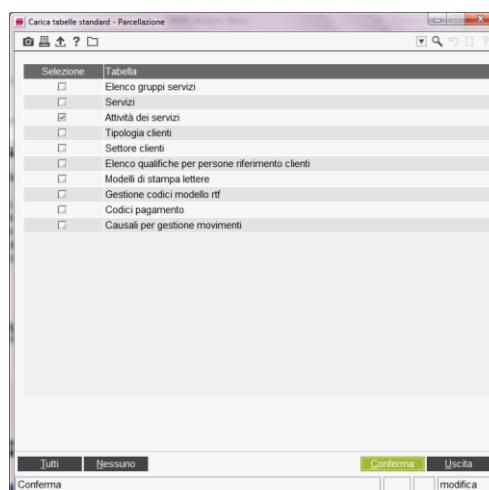 Carica tabelle standard - Parcellazione
Selezione Tabella
Elenco gruppi servizi
Servizi
Attività dei servizi
Tipologia clienti
Settore clienti
Elenco qualifiche per persone riferimento clienti
Modelli di stampa lettere
Gestione codici modello rtf
Codici pagamento
Causali per gestione movimenti
Tutti Nessuno Conferma Uscita
Conferma modifica